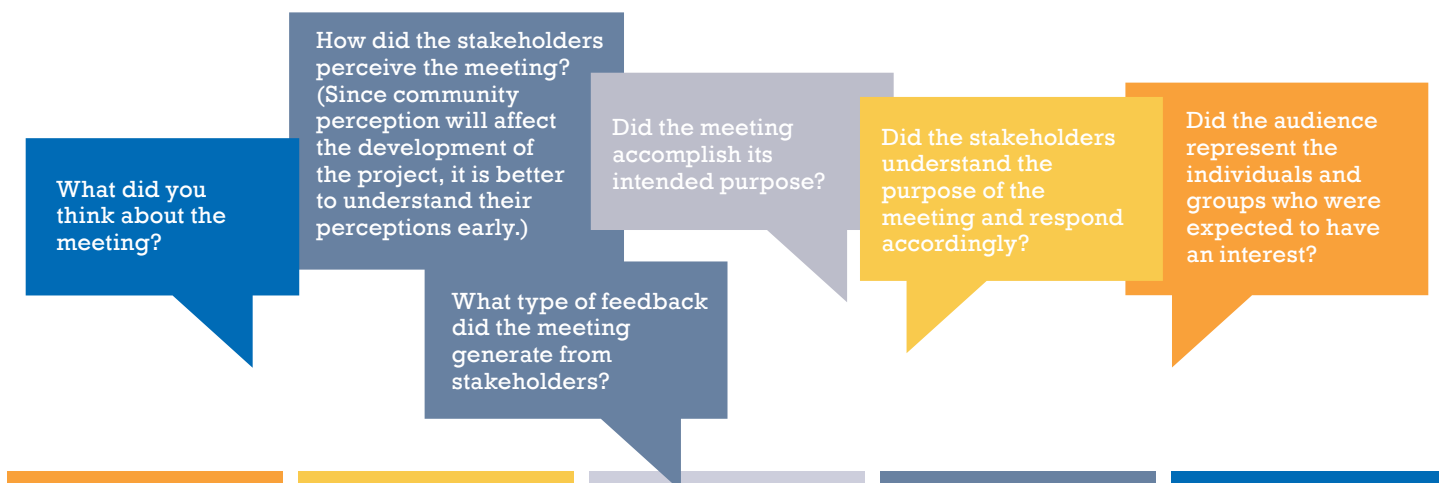 What did you
think about the
meeting?
How did the stakeholders
perceive the meeting?
(Since community
perception will affect
the development of
the project, it is better
to understand their
perceptions early.)
What type of feedback
did the meeting
generate from
stakeholders?
Did the meeting
accomplish its
intended purpose?
Did the stakeholders
understand the
purpose of the
meeting and respond
accordingly?
Did the audience
represent the
individuals and
groups who were
expected to have
an interest?